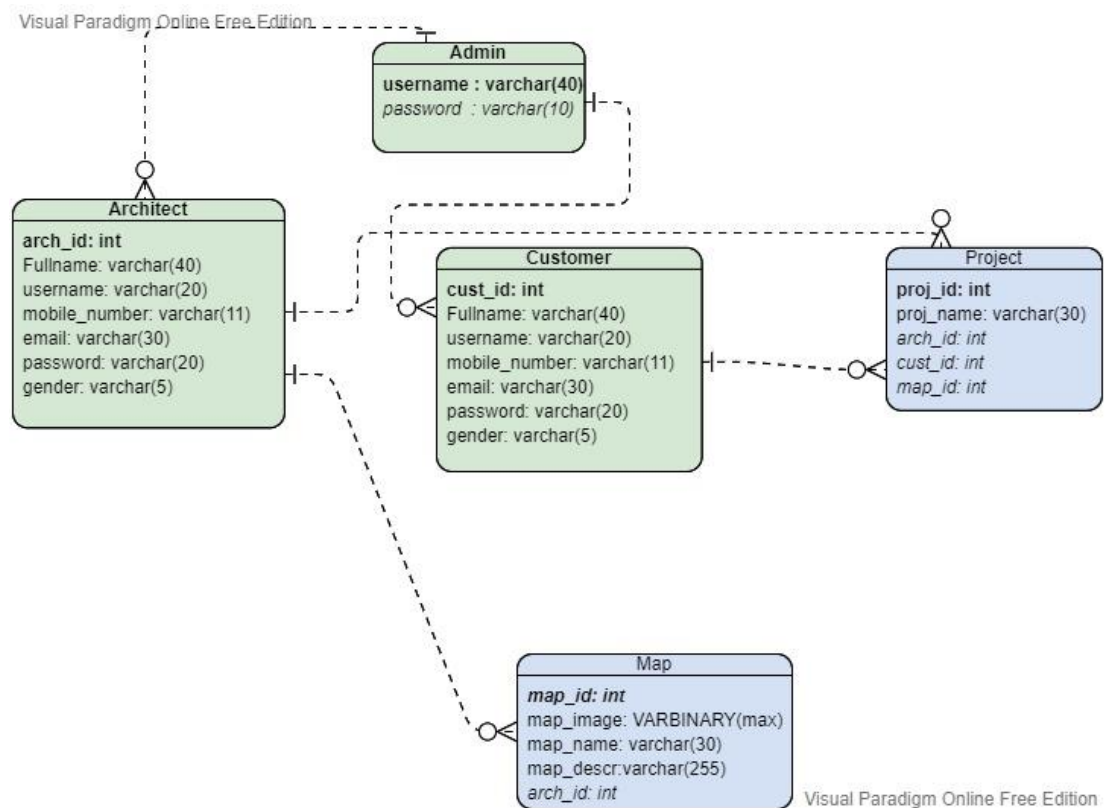 Visual Paradigm Online Free Edition
Admin
username : varchar(40)
password : varchar(10)
Architect
arch_id: int
Fullname: varchar(40)
username: varchar(20)
mobile_number: varchar(11)
email: varchar(30)
password: varchar(20)
gender: varchar(5)
Customer
cust_id: int
Fullname: varchar(40)
username: varchar(20)
mobile_number: varchar(11)
email: varchar(30)
password: varchar(20)
gender: varchar(5)
Project
proj_id: int
proj_name: varchar(30)
arch_id: int
cust_id: int
map_id: int
Map
map_id: int
map_image: VARBINARY(max)
map_name: varchar(30)
map_descr:varchar(255)
arch_id: int
Visual Paradigm Online Free Edition